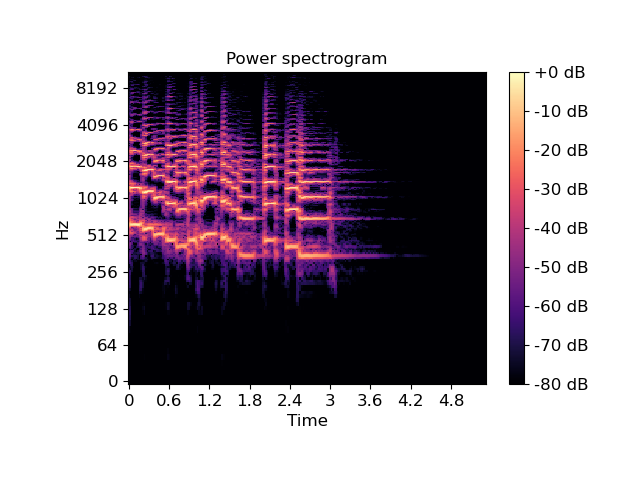 Power spectrogram
8192
4096
2048
1024
512
256
128
64
0
Hz
0 0.6 1.2 1.8 2.4 3 3.6 4.2 4.8
Time
+0 dB
-10 dB
-20 dB
-30 dB
-40 dB
-50 dB
-60 dB
-70 dB
-80 dB